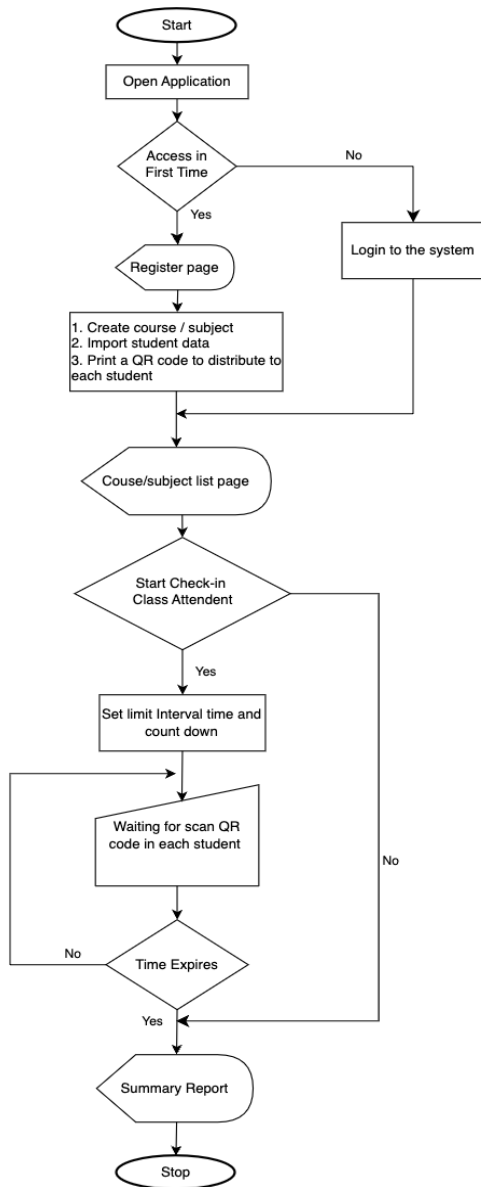 Start
Open Application
Access in
First Time
No
Yes
Login to the system
Register page
1. Create course / subject
2. Import student data
3. Print a QR code to distribute to
each student
Couse/subject list page
Start Check-in
Class Attendent
Yes
Set limit Interval time and
count down
Waiting for scan QR
code in each student
No
No
Time Expires
Yes
Summary Report
Stop